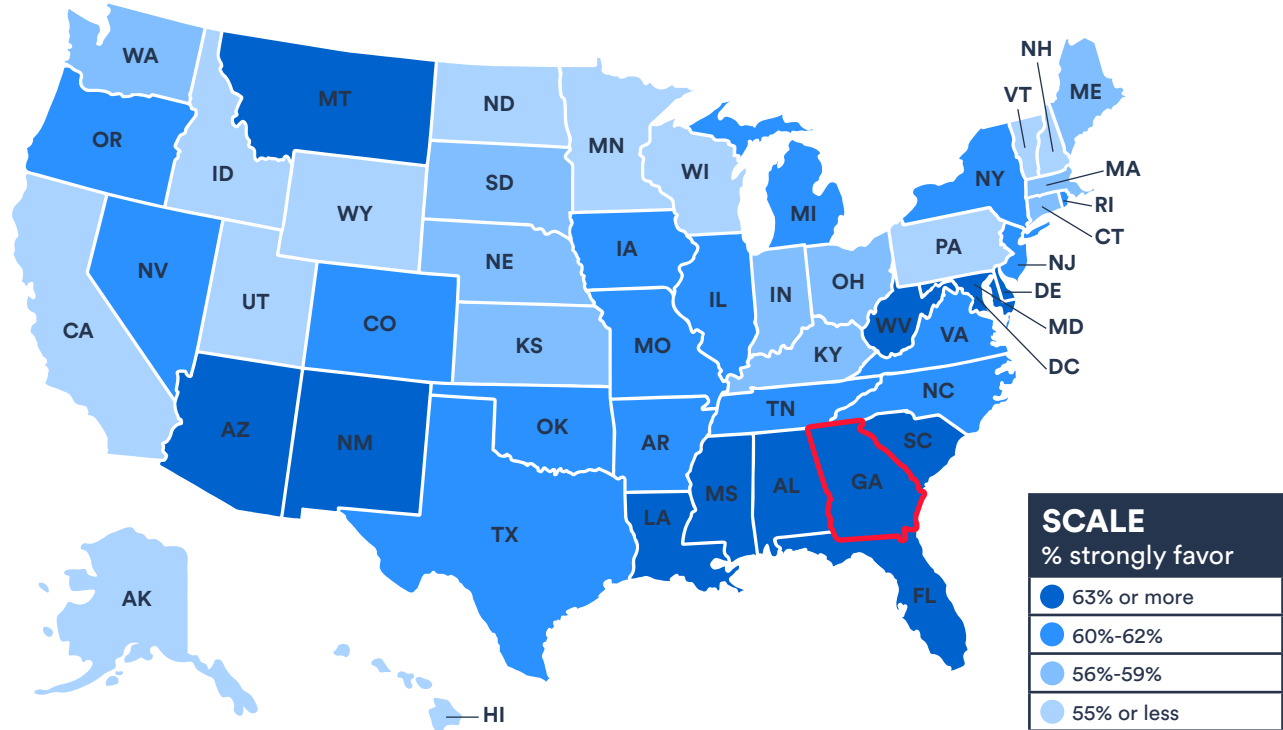 NH
WA
VT
ME
MT
ND
OR
MN
MA
ID
WI
NY
SD
RI
WY
MI
CT
IA
PA
NE
NJ
NV
OH
DE
UT
IL
IN
CO
MD
CA
WV
VA
KS
MO
KY
DC
NC
TN
AZ
OK
NM
AR
SC
GA
MS
AL
LA
TX
SCALE
% strongly favor
63% or more
AK
FL
60%-62%
56%-59%
HI
55% or less